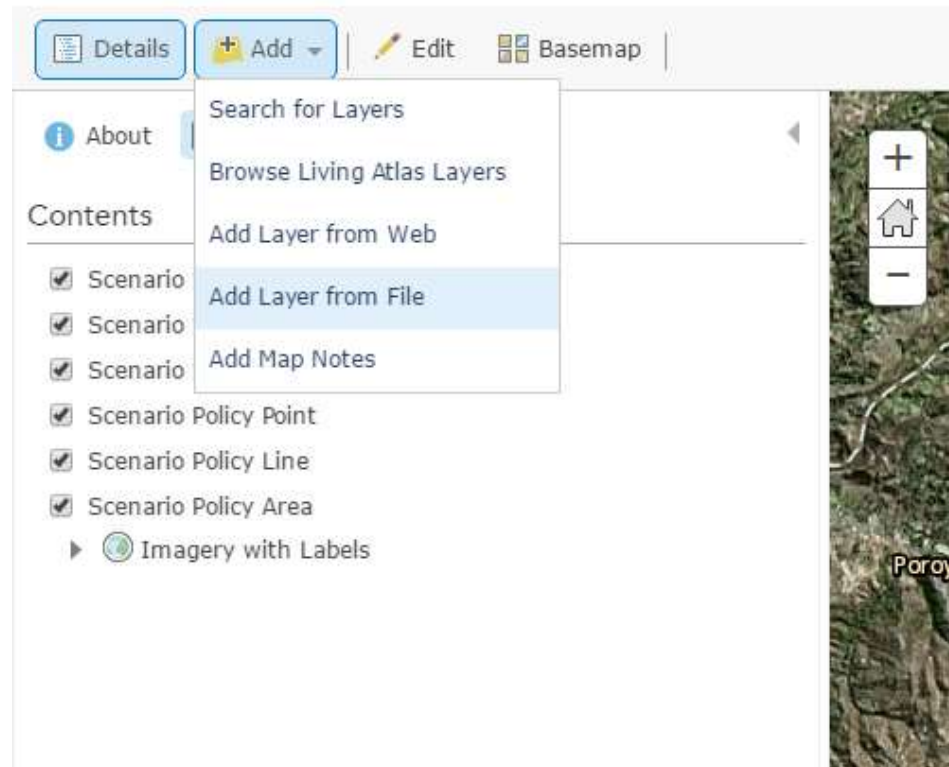 Details Add Edit Basemap
Search for Layers
About
Browse Living Atlas Layers
Contents
Add Layer from Web
Scenario
Add Layer from File
Scenario
Scenario
Add Map Notes
Scenario Policy Point
Scenario Policy Line
Scenario Policy Area
Imagery with Labels
+
−